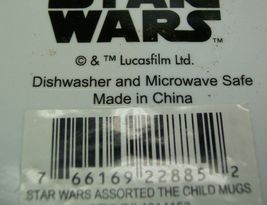 STAR
WARS™
© & ™ Lucasfilm Ltd.
Dishwasher and Microwave Safe
Made in China
7 66169 22885 2
STAR WARS ASSORTED THE CHILD MUGS